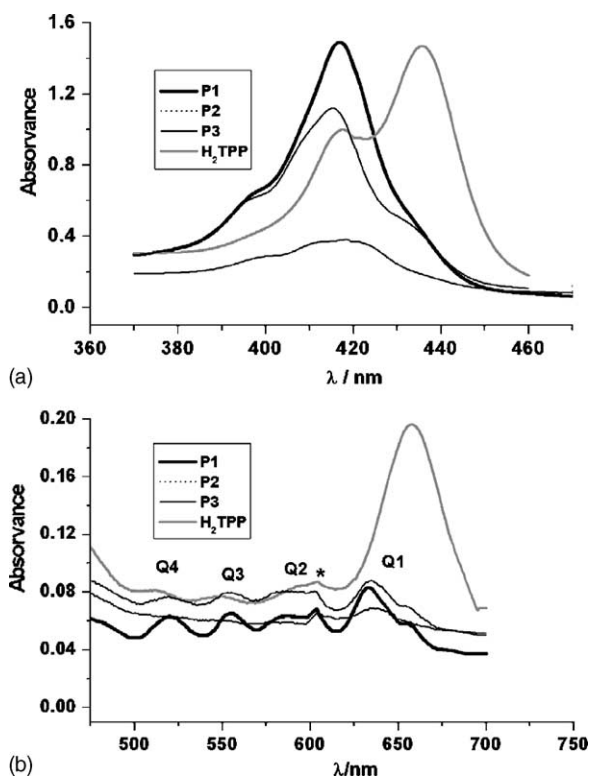 1.6
1.2
0.8
0.4
0.0
Absorvance
P1
P2
P3
H₂TPP
360 380 400 420 440 460
λ / nm
(a)
0.20
0.16
0.12
0.08
0.04
0.00
Absorvance
P1
P2
P3
H₂TPP
Q4 Q3 Q2 * Q1
500 550 600 650 700 750
λ/nm
(b)